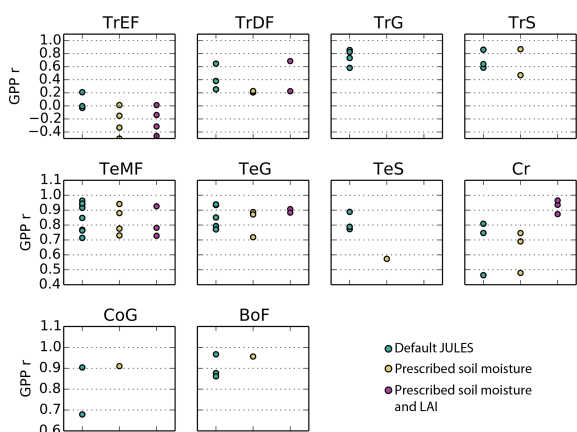 TrEF
TrDF
TrG
TrS
GPP r
1.0
0.8
0.6
0.4
0.2
0.0
−0.2
−0.4
TeMF
TeG
TeS
Cr
GPP r
1.1
1.0
0.9
0.8
0.7
0.6
0.5
0.4
CoG
BoF
GPP r
1.1
1.0
0.9
0.8
0.7
0.6
Default JULES
Prescribed soil moisture
Prescribed soil moisture
and LAI